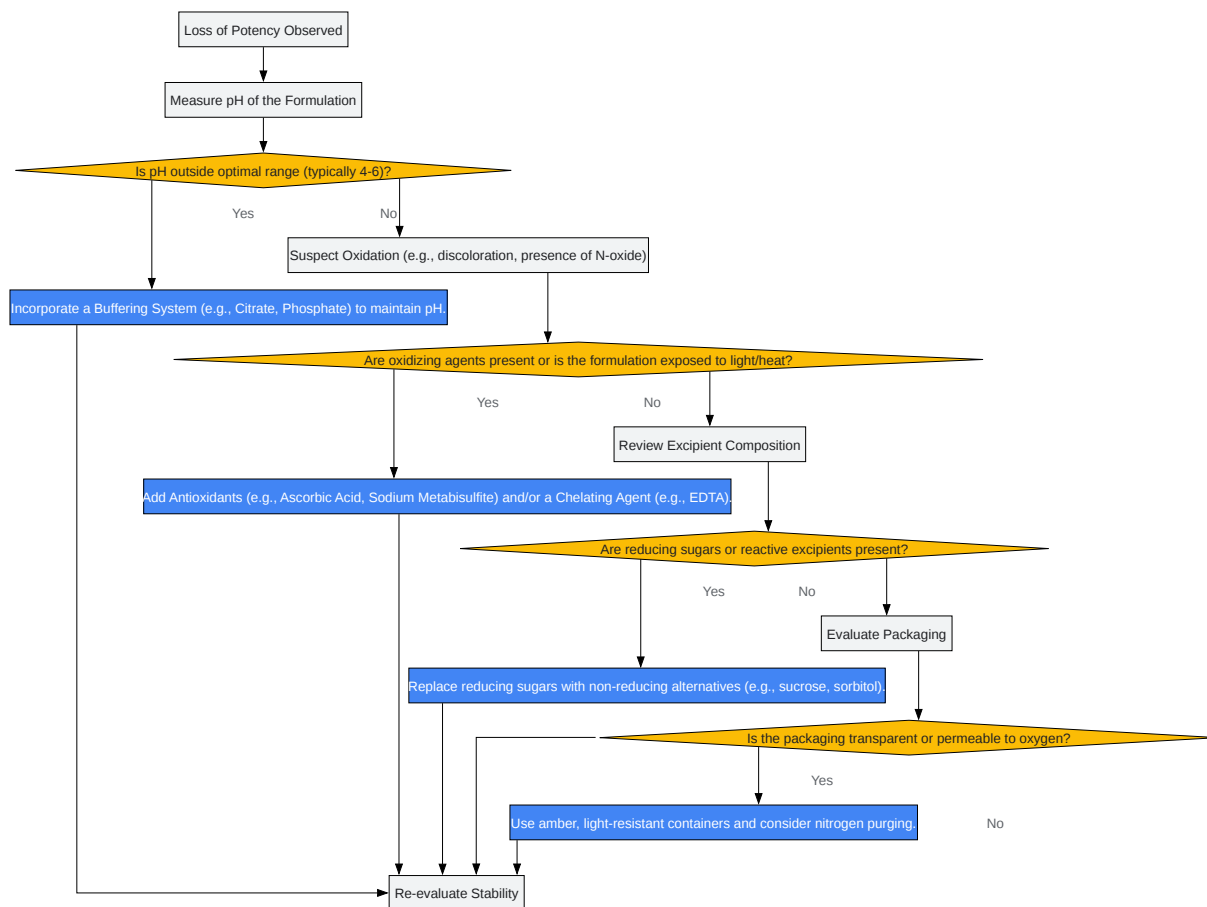 Loss of Potency Observed
Measure pH of the Formulation
Is pH outside optimal range (typically 4-6)?
Yes
No
Suspect Oxidation (e.g., discoloration, presence of N-oxide)
Incorporate a Buffering System (e.g., Citrate, Phosphate) to maintain pH.
Are oxidizing agents present or is the formulation exposed to light/heat?
Yes
No
Review Excipient Composition
Add Antioxidants (e.g., Ascorbic Acid, Sodium Metabisulfite) and/or a Chelating Agent (e.g., EDTA).
Are reducing sugars or reactive excipients present?
Yes
No
Evaluate Packaging
Replace reducing sugars with non-reducing alternatives (e.g., sucrose, sorbitol).
Is the packaging transparent or permeable to oxygen?
Yes
Use amber, light-resistant containers and consider nitrogen purging.
No
Re-evaluate Stability